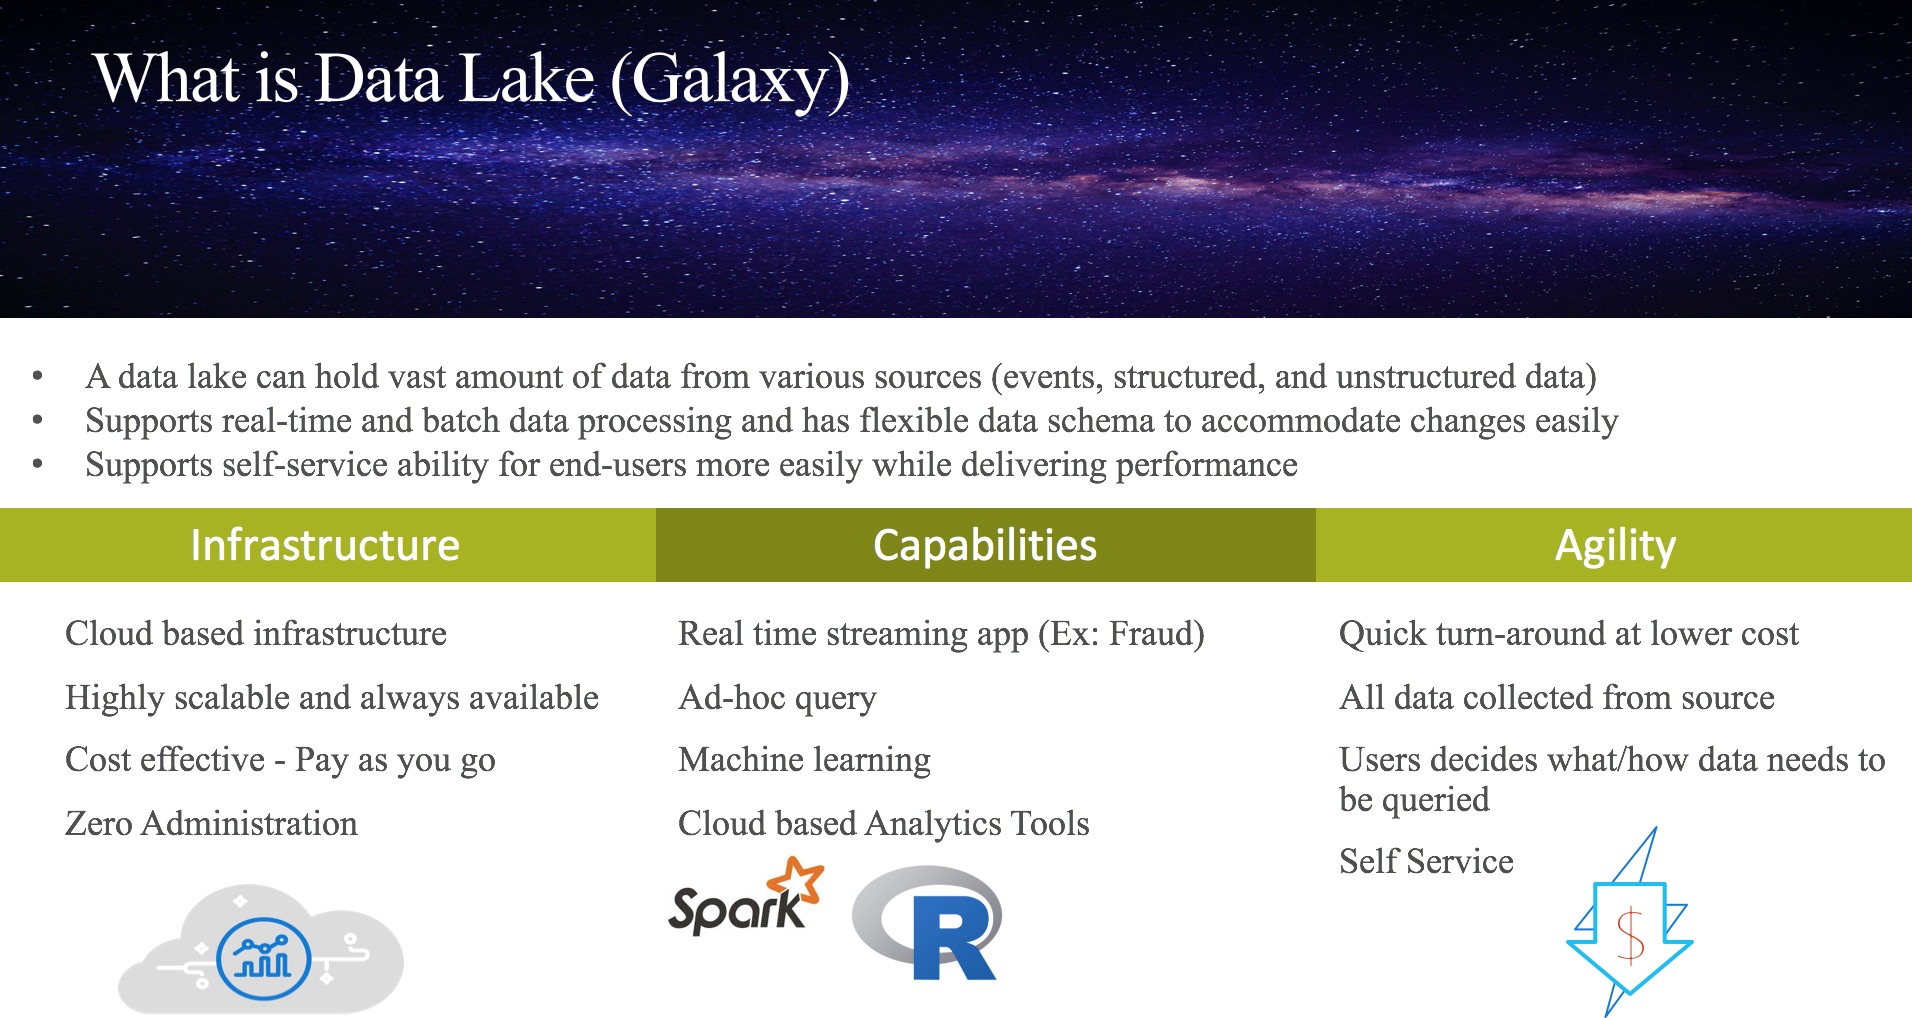 What is Data Lake (Galaxy)
• A data lake can hold vast amount of data from various sources (events, structured, and unstructured data)
• Supports real-time and batch data processing and has flexible data schema to accommodate changes easily
• Supports self-service ability for end-users more easily while delivering performance
Infrastructure
Cloud based infrastructure
Highly scalable and always available
Cost effective - Pay as you go
Zero Administration
Capabilities
Real time streaming app (Ex: Fraud)
Ad-hoc query
Machine learning
Cloud based Analytics Tools
Spark
R
Agility
Quick turn-around at lower cost
All data collected from source
Users decides what/how data needs to
be queried
Self Service
$